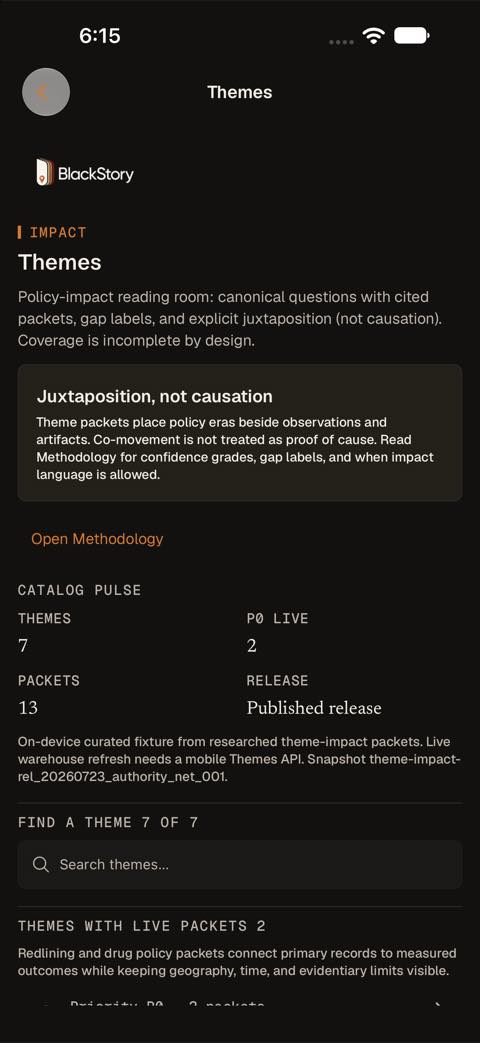 6:15
Themes
BlackStory
IMPACT
Themes
Policy-impact reading room: canonical questions with cited
packets, gap labels, and explicit juxtaposition (not causation).
Coverage is incomplete by design.
Juxtaposition, not causation
Theme packets place policy eras beside observations and
artifacts. Co-movement is not treated as proof of cause. Read
Methodology for confidence grades, gap labels, and when impact
language is allowed.
Open Methodology
CATALOG PULSE
THEMES
P0 LIVE
7
2
PACKETS
RELEASE
13
Published release
On-device curated fixture from researched theme-impact packets. Live
warehouse refresh needs a mobile Themes API. Snapshot theme-impact-
rel_20260723_authority_net_001.
FIND A THEME 7 OF 7
Search themes...
THEMES WITH LIVE PACKETS 2
Redlining and drug policy packets connect primary records to measured
outcomes while keeping geography, time, and evidentiary limits visible.
Priority P0
packets